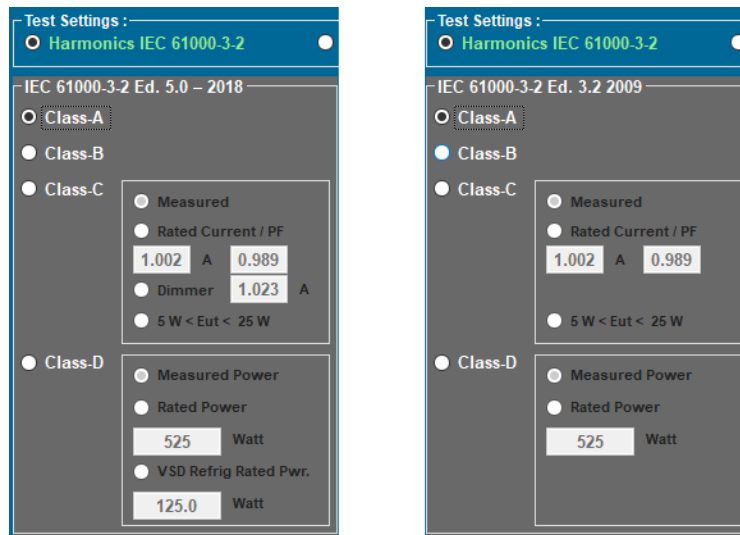 Test Settings :
Harmonics IEC 61000-3-2
IEC 61000-3-2 Ed. 5.0 – 2018
Class-A
Class-B
Class-C
Measured
Rated Current / PF
1.002 A 0.989
Dimmer 1.023 A
5 W < Eut < 25 W
Class-D
Measured Power
Rated Power
525 Watt
VSD Refrig Rated Pwr.
125.0 Watt
Test Settings :
Harmonics IEC 61000-3-2
IEC 61000-3-2 Ed. 3.2 2009
Class-A
Class-B
Class-C
Measured
Rated Current / PF
1.002 A 0.989
5 W < Eut < 25 W
Class-D
Measured Power
Rated Power
525 Watt